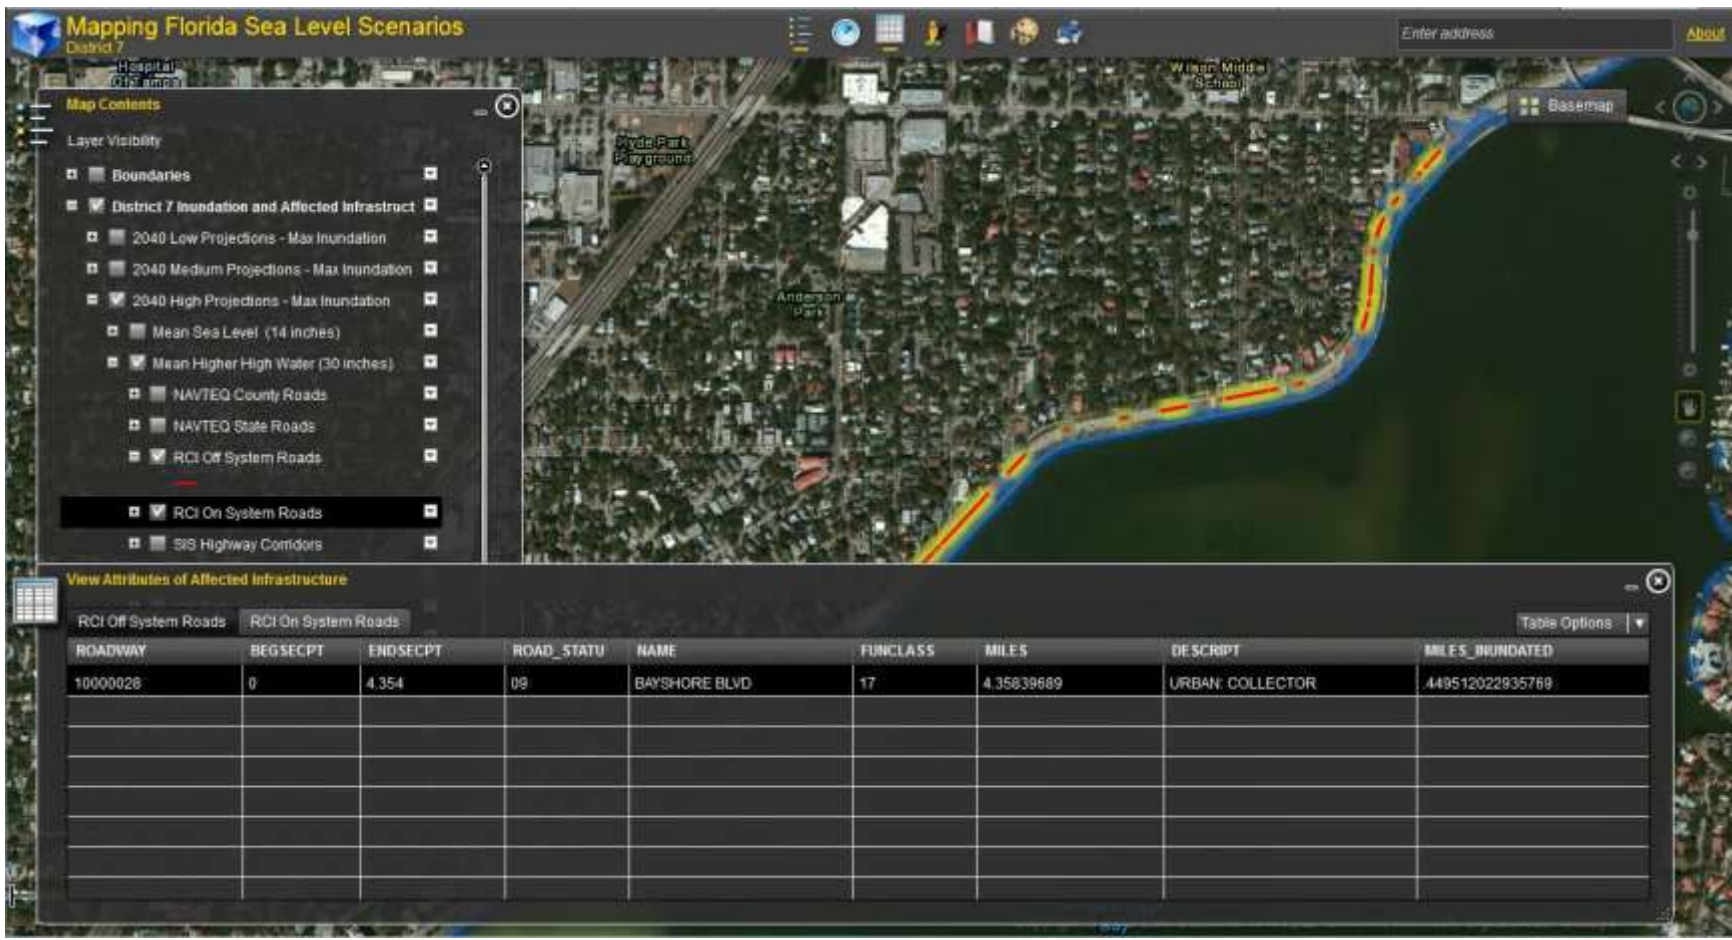 Mapping Florida Sea Level Scenarios
District 7
Enter address
About
Hospital
Of Tampa
Wilson Middle
School
Map Contents
Basemap
Layer Visibility
Hyde Park
Playground
Boundaries
District 7 Inundation and Affected Infrastruct
2040 Low Projections - Max Inundation
2040 Medium Projections - Max Inundation
2040 High Projections - Max Inundation
Anderson
Park
Mean Sea Level (14 inches)
Mean Higher High Water (30 inches)
NAVTEQ County Roads
NAVTEQ State Roads
RCI Off System Roads
RCI On System Roads
SIS Highway Corridors
View Attributes of Affected Infrastructure
RCI Off System Roads RCI On System Roads Table Options
ROADWAY BEGSECPT ENDSECPT ROAD_STATU NAME FUNCLASS MILES DESCRIPT MILES_INUNDATED
10000028 0 4.354 09 BAYSHORE BLVD 17 4.35839689 URBAN: COLLECTOR .449512022935769
Bay